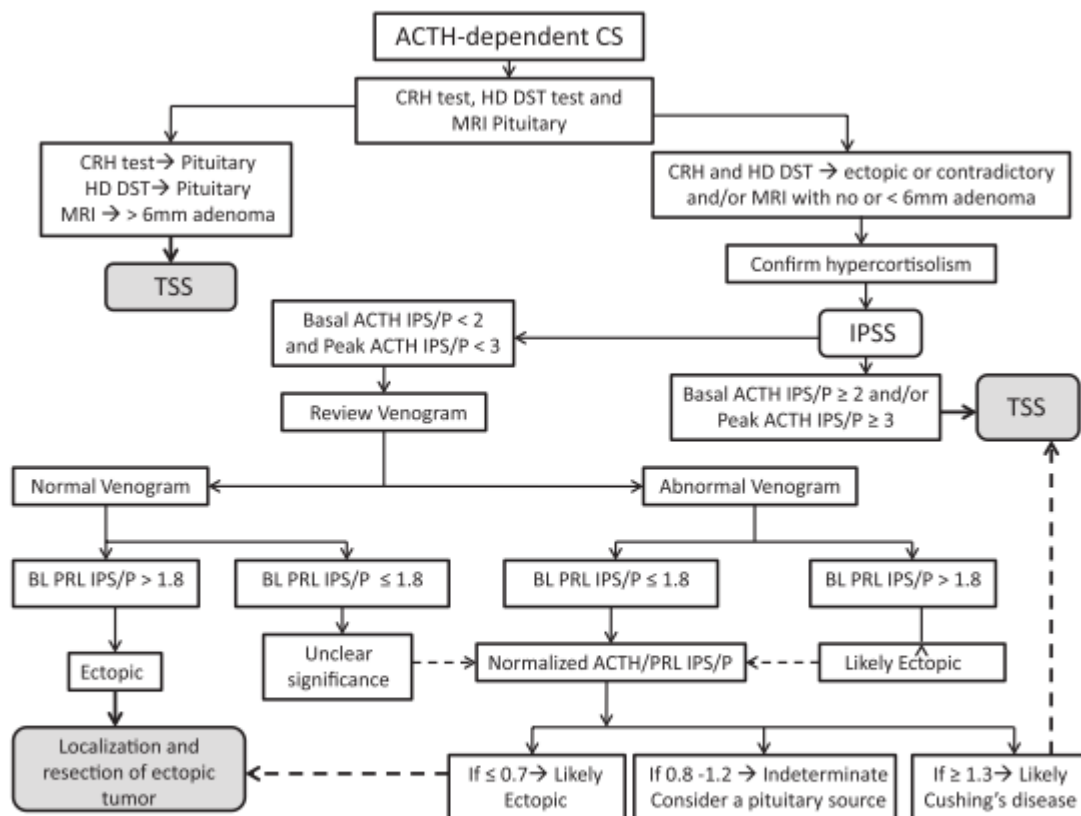 ACTH-dependent CS
CRH test, HD DST test and
MRI Pituitary
CRH test→ Pituitary
HD DST→ Pituitary
MRI → > 6mm adenoma
CRH and HD DST → ectopic or contradictory
and/or MRI with no or < 6mm adenoma
TSS
Confirm hypercortisolism
Basal ACTH IPS/P < 2
and Peak ACTH IPS/P < 3
IPSS
Review Venogram
Basal ACTH IPS/P ≥ 2 and/or
Peak ACTH IPS/P ≥ 3
TSS
Normal Venogram
Abnormal Venogram
BL PRL IPS/P > 1.8
BL PRL IPS/P ≤ 1.8
BL PRL IPS/P ≤ 1.8
BL PRL IPS/P > 1.8
Ectopic
Unclear
significance
Normalized ACTH/PRL IPS/P
Likely Ectopic
Localization and
resection of ectopic
tumor
If ≤ 0.7→ Likely
Ectopic
If 0.8 -1.2 → Indeterminate
Consider a pituitary source
If ≥ 1.3→ Likely
Cushing's disease